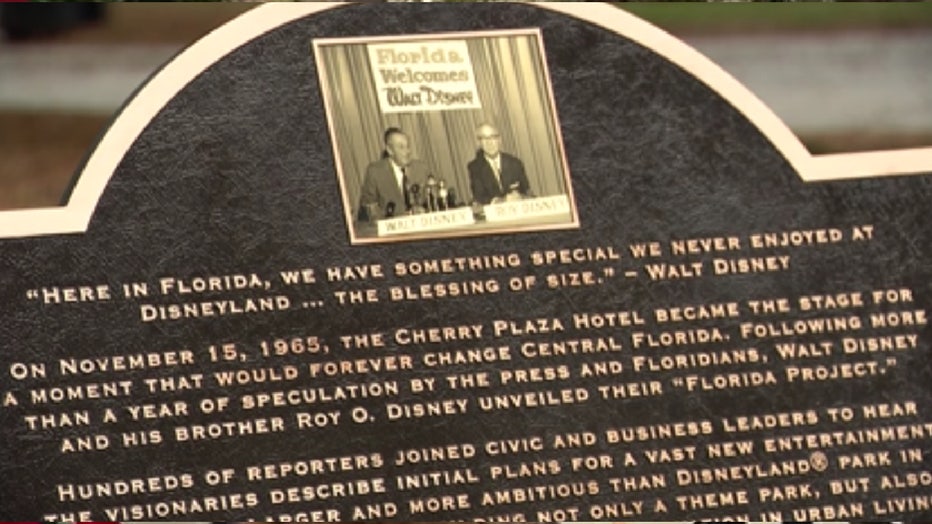 Florida
Welcomes
Walt Disney
WALT DISNEY
ROY DISNEY
"HERE IN FLORIDA, WE HAVE SOMETHING SPECIAL WE NEVER ENJOYED AT
DISNEYLAND ... THE BLESSING OF SIZE." – WALT DISNEY
ON NOVEMBER 15, 1965, THE CHERRY PLAZA HOTEL BECAME THE STAGE FOR
A MOMENT THAT WOULD FOREVER CHANGE CENTRAL FLORIDA. FOLLOWING MORE
THAN A YEAR OF SPECULATION BY THE PRESS AND FLORIDIANS, WALT DISNEY
AND HIS BROTHER ROY O. DISNEY UNVEILED THEIR "FLORIDA PROJECT."
HUNDREDS OF REPORTERS JOINED CIVIC AND BUSINESS LEADERS TO HEAR
THE VISIONARIES DESCRIBE INITIAL PLANS FOR A VAST NEW ENTERTAINMENT
LARGER AND MORE AMBITIOUS THAN DISNEYLAND® PARK IN
NOT ONLY A THEME PARK, BUT ALSO
IN URBAN LIVING